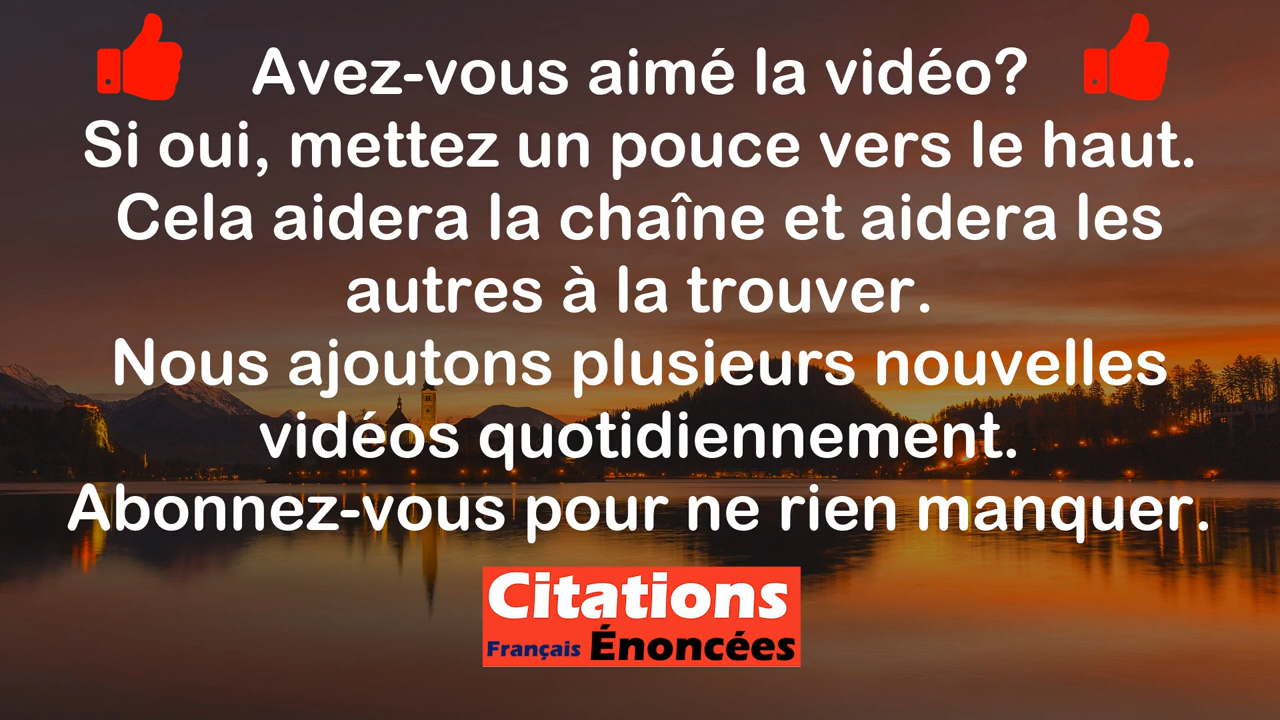 Avez-vous aimé la vidéo?
Si oui, mettez un pouce vers le haut.
Cela aidera la chaîne et aidera les
autres à la trouver.
Nous ajoutons plusieurs nouvelles
vidéos quotidiennement.
Abonnez-vous pour ne rien manquer.
Citations
Français Énoncées